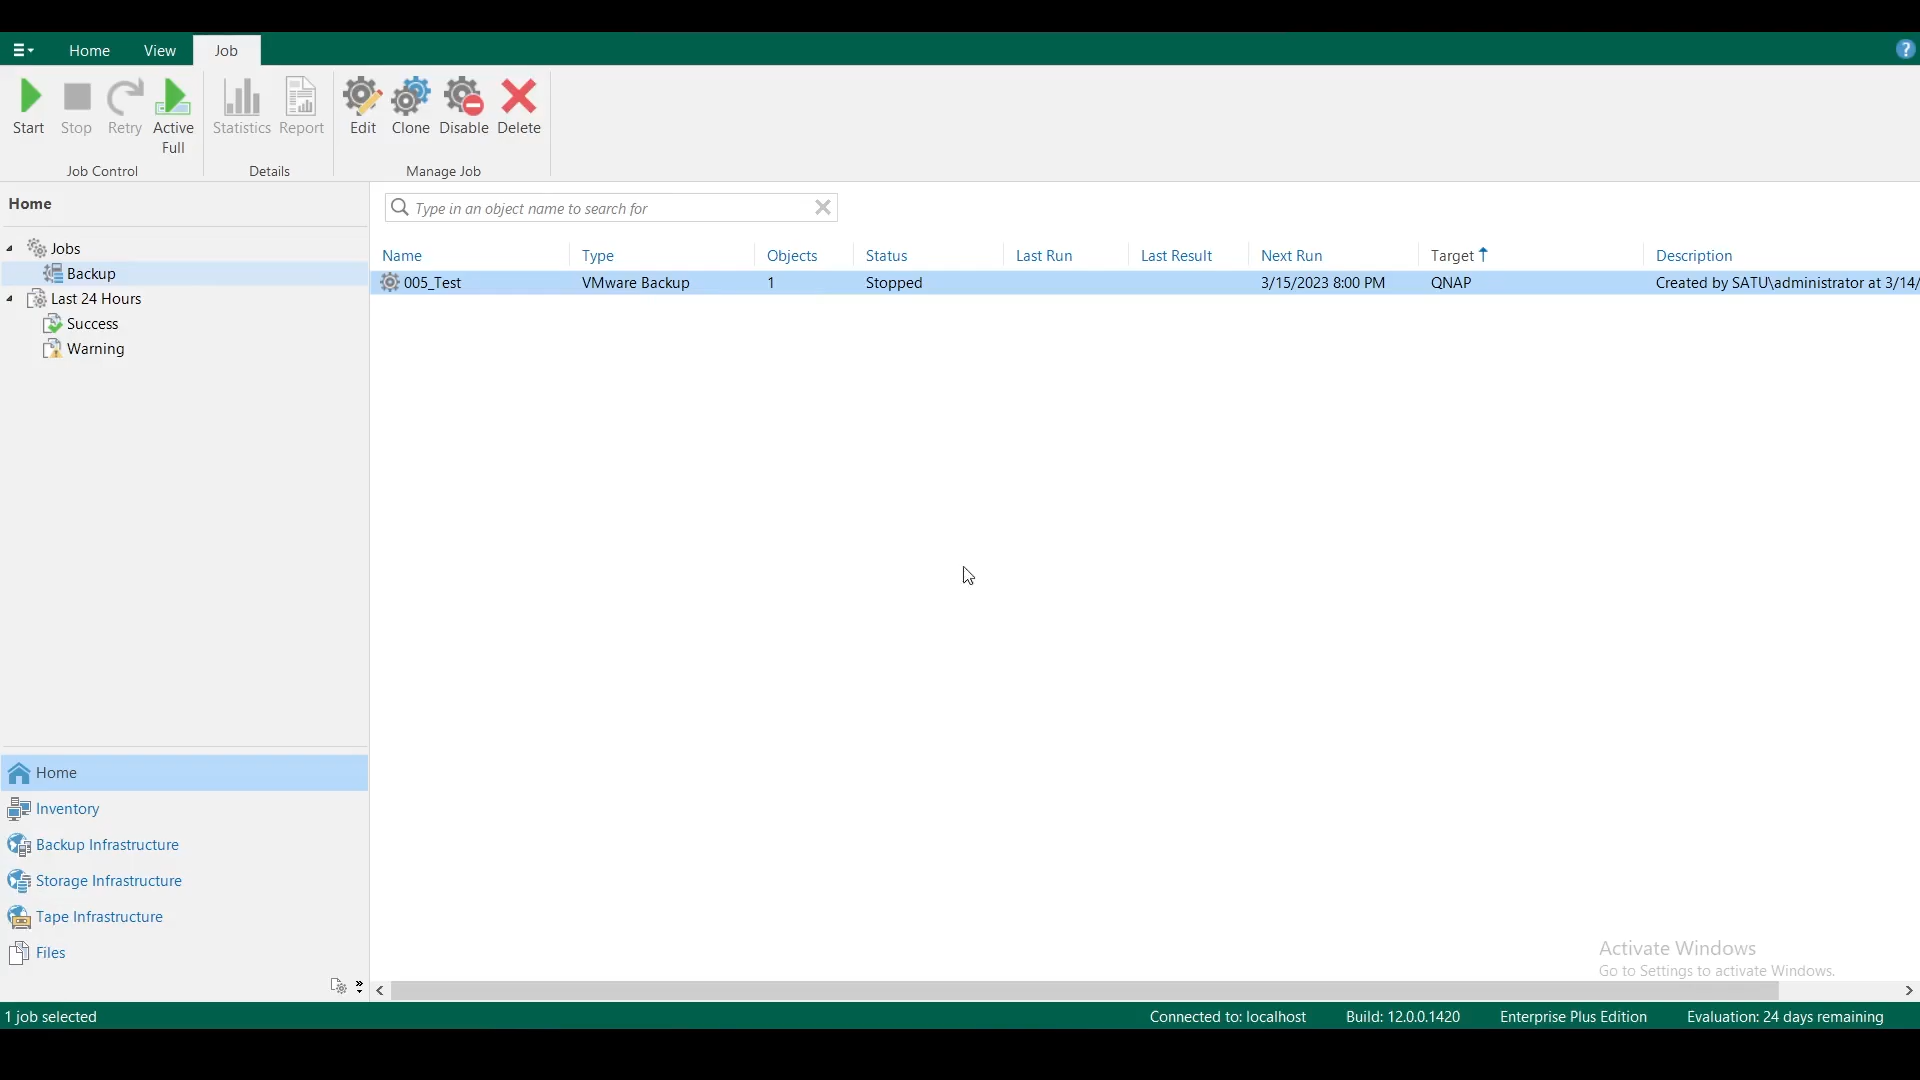 Home View Job ?
Start Stop Retry Active Full Statistics Report Edit Clone Disable Delete
Job Control Details Manage Job
Home
Type in an object name to search for
Jobs
Backup
Last 24 Hours
Success
Warning
Name Type Objects Status Last Run Last Result Next Run Target Description
005_Test VMware Backup 1 Stopped 3/15/2023 8:00 PM QNAP Created by SATU\administrator at 3/14/
Home
Inventory
Backup Infrastructure
Storage Infrastructure
Tape Infrastructure
Files
Activate Windows
Go to Settings to activate Windows.
1 job selected Connected to: localhost Build: 12.0.0.1420 Enterprise Plus Edition Evaluation: 24 days remaining